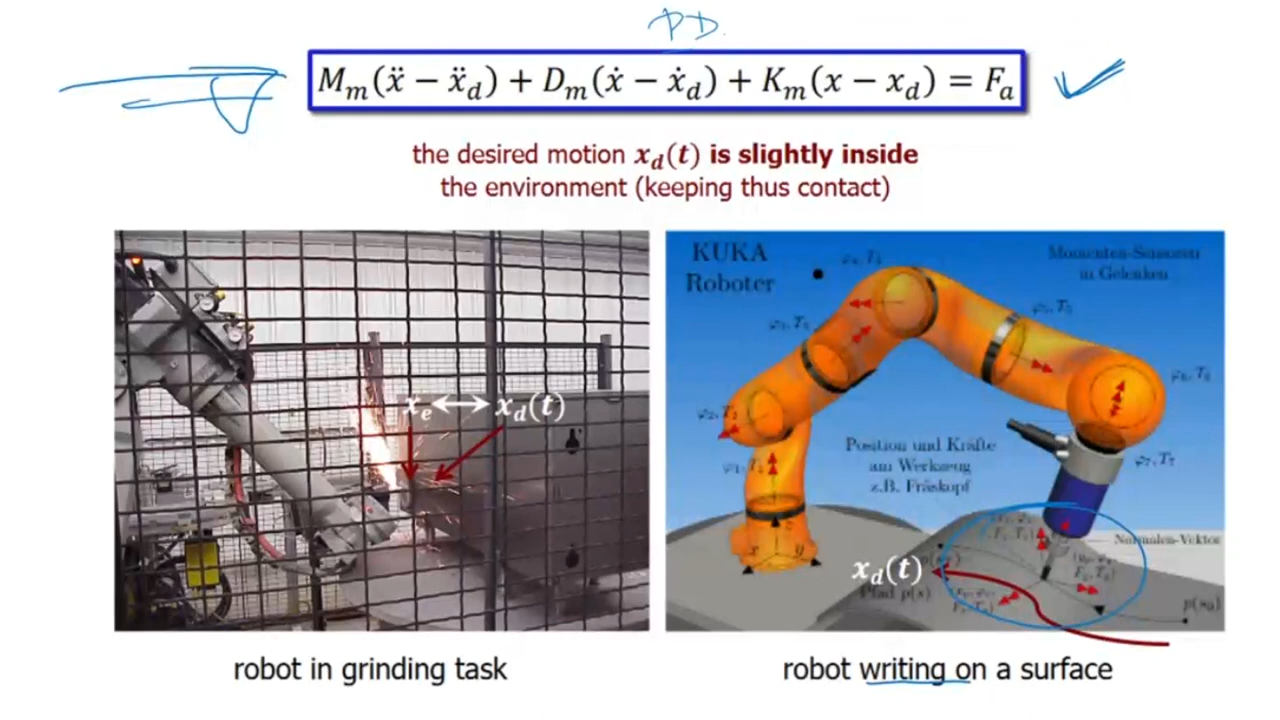 PD.
M_m(ẍ − ẍ_d) + D_m(ẋ − ẋ_d) + K_m(x − x_d) = F_a
the desired motion x_d(t) is slightly inside
the environment (keeping thus contact)
KUKA
Roboter
Momenten-Sensoren
in Gelenken
x_e ↔ x_d(t)
Position und Kräfte
am Werkzeug
z.B. Fräskopf
Normalen-Vektor
x_d(t)
Pfad p(s)
x y z
robot in grinding task
robot writing on a surface